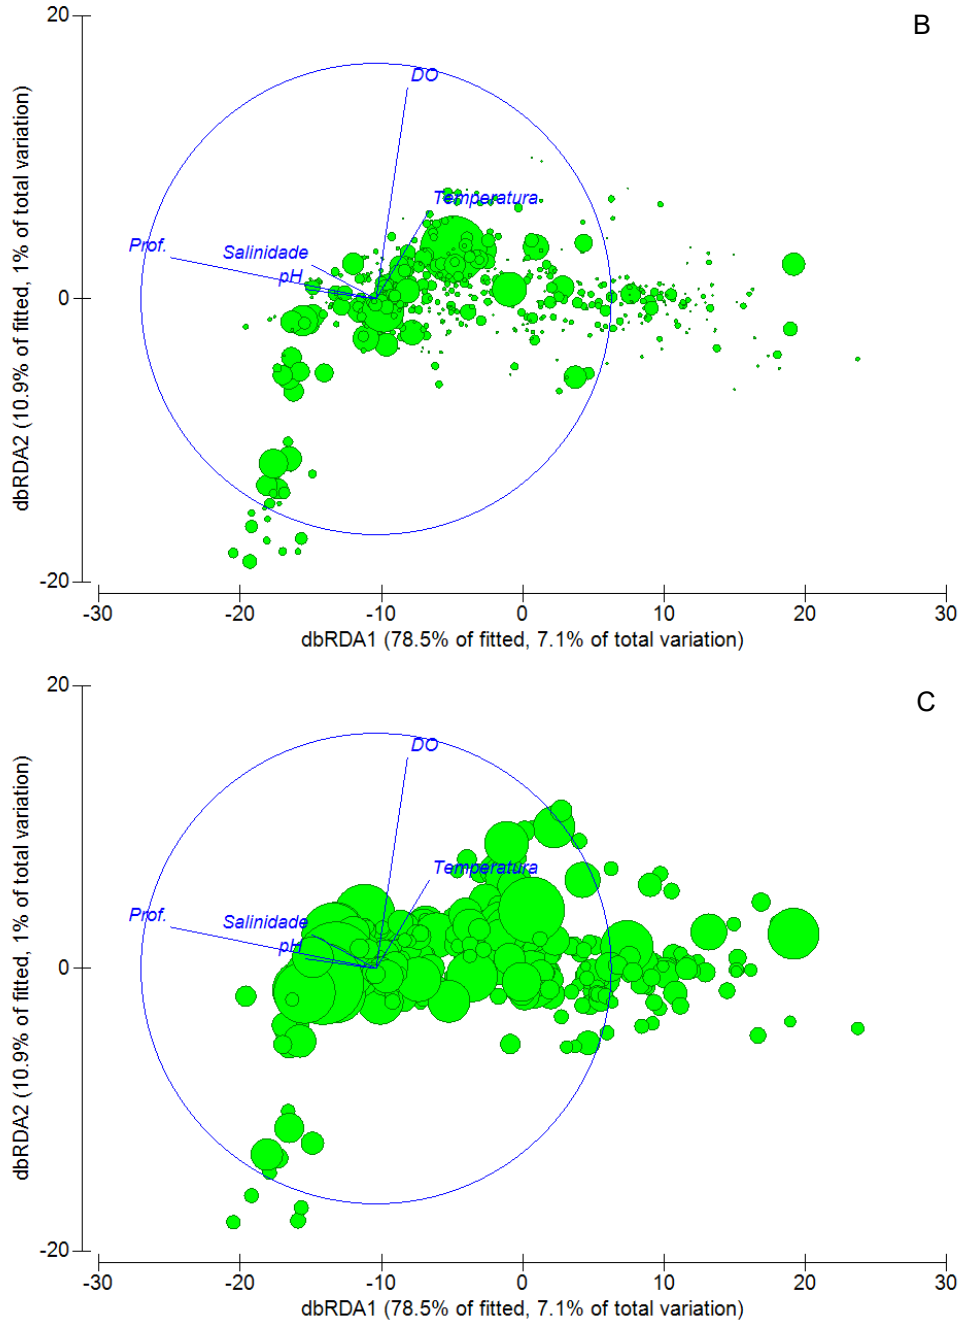 20
B
DO
Temperatura
Prof.
Salinidade
pH
0
-20
dbRDA2 (10.9% of fitted, 1% of total variation)
-30
-20
-10
0
10
20
30
dbRDA1 (78.5% of fitted, 7.1% of total variation)
20
C
DO
Temperatura
Prof.
Salinidade
pH
0
-20
dbRDA2 (10.9% of fitted, 1% of total variation)
-30
-20
-10
0
10
20
30
dbRDA1 (78.5% of fitted, 7.1% of total variation)